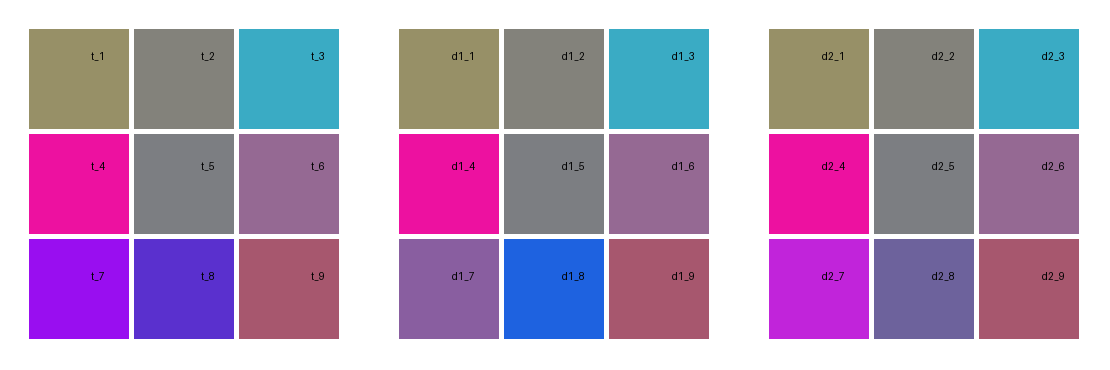 t_1 t_2 t_3 d1_1 d1_2 d1_3 d2_1 d2_2 d2_3
t_4 t_5 t_6 d1_4 d1_5 d1_6 d2_4 d2_5 d2_6
t_7 t_8 t_9 d1_7 d1_8 d1_9 d2_7 d2_8 d2_9